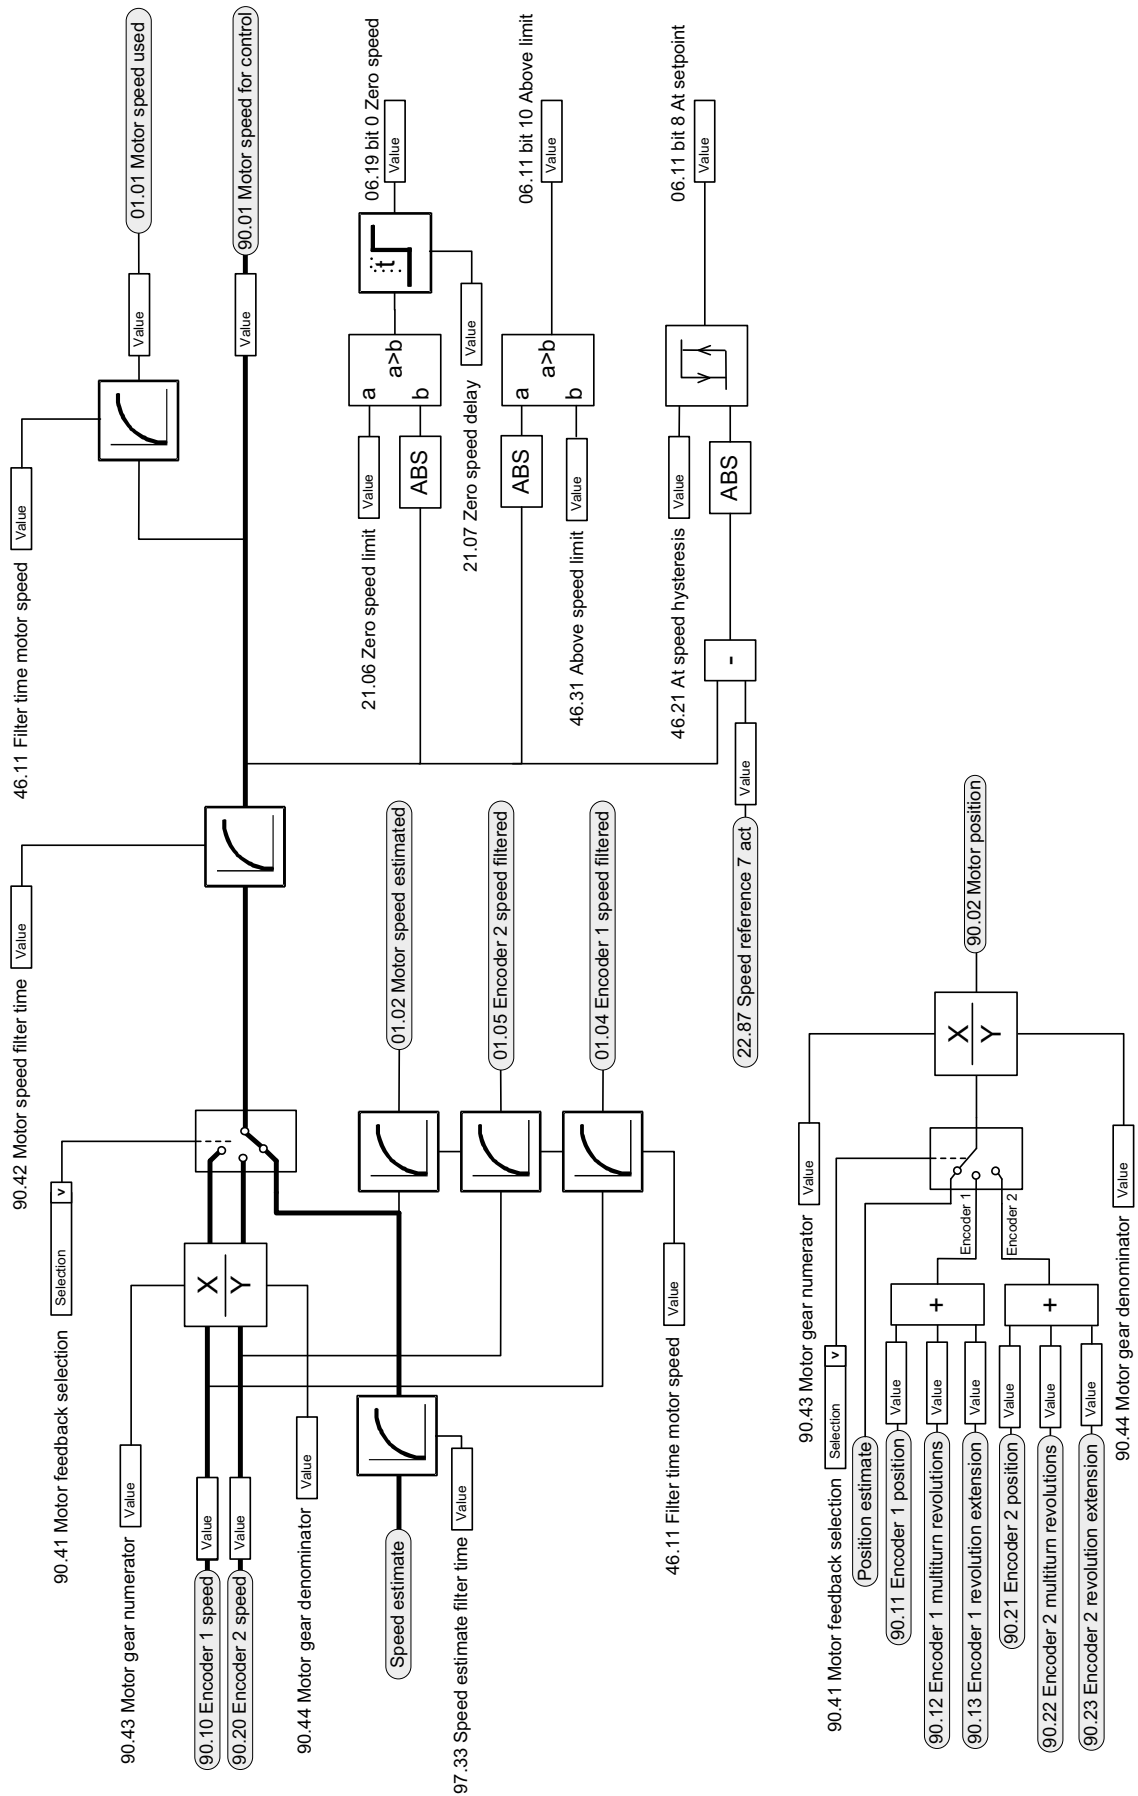 46.11 Filter time motor speed
Value
01.01 Motor speed used
Value
90.42 Motor speed filter time
Value
90.01 Motor speed for control
Value
90.41 Motor feedback selection
Selection
v
90.43 Motor gear numerator
Value
90.10 Encoder 1 speed
Value
90.20 Encoder 2 speed
Value
X
Y
90.44 Motor gear denominator
Value
Speed estimate
97.33 Speed estimate filter time
Value
01.02 Motor speed estimated
01.05 Encoder 2 speed filtered
01.04 Encoder 1 speed filtered
46.11 Filter time motor speed
Value
21.06 Zero speed limit
Value
ABS
a
b
a>b
t
06.19 bit 0 Zero speed
Value
21.07 Zero speed delay
Value
ABS
46.31 Above speed limit
Value
a
b
a>b
06.11 bit 10 Above limit
Value
46.21 At speed hysteresis
Value
ABS
-
22.87 Speed reference 7 act
Value
06.11 bit 8 At setpoint
Value
90.43 Motor gear numerator
Value
90.41 Motor feedback selection
Selection
v
Position estimate
90.11 Encoder 1 position
Value
90.12 Encoder 1 multiturn revolutions
Value
90.13 Encoder 1 revolution extension
Value
+
Encoder 1
90.21 Encoder 2 position
Value
90.22 Encoder 2 multiturn revolutions
Value
90.23 Encoder 2 revolution extension
Value
+
Encoder 2
X
Y
90.02 Motor position
90.44 Motor gear denominator
Value